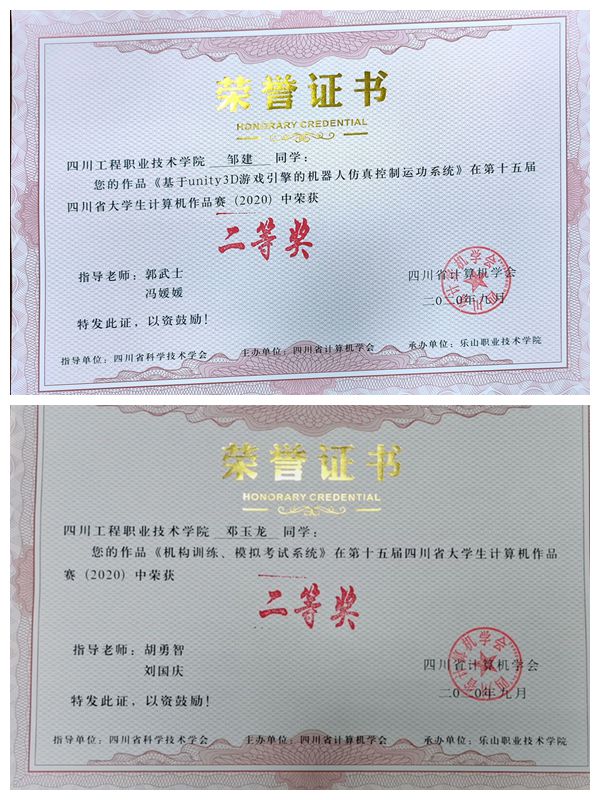 荣誉证书
HONORARY CREDENTIAL
四川工程职业技术学院 邹建 同学：
您的作品《基于unity3D游戏引擎的机器人仿真控制运功系统》在第十五届
四川省大学生计算机作品赛（2020）中荣获
二等奖
指导老师：郭武士
冯媛媛
四川省计算机学会
二〇二〇年九月
特发此证，以资鼓励！
指导单位：四川省科学技术学会 主办单位：四川省计算机学会 承办单位：乐山职业技术学院
荣誉证书
HONORARY CREDENTIAL
四川工程职业技术学院 邓玉龙 同学：
您的作品《机构训练、模拟考试系统》在第十五届四川省大学生计算机作品
赛（2020）中荣获
二等奖
指导老师：胡勇智
刘国庆
四川省计算机学会
二〇二〇年九月
特发此证，以资鼓励！
指导单位：四川省科学技术学会 主办单位：四川省计算机学会 承办单位：乐山职业技术学院